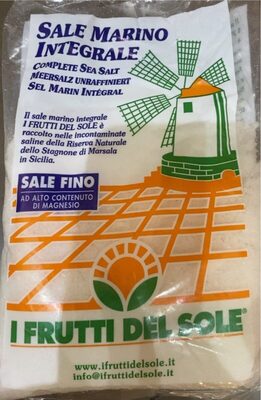 SALE MARINO
INTEGRALE
COMPLETE SEA SALT
MEERSALZ UNRAFFINIERT
SEL MARIN INTÉGRAL
Il sale marino integrale
I FRUTTI DEL SOLE è
raccolto nelle incontaminate
saline della Riserva Naturale
dello Stagnone di Marsala
in Sicilia.
SALE FINO
AD ALTO CONTENUTO
DI MAGNESIO
I FRUTTI DEL SOLE®
www.ifruttidelsole.it
info@ifruttidelsole.it